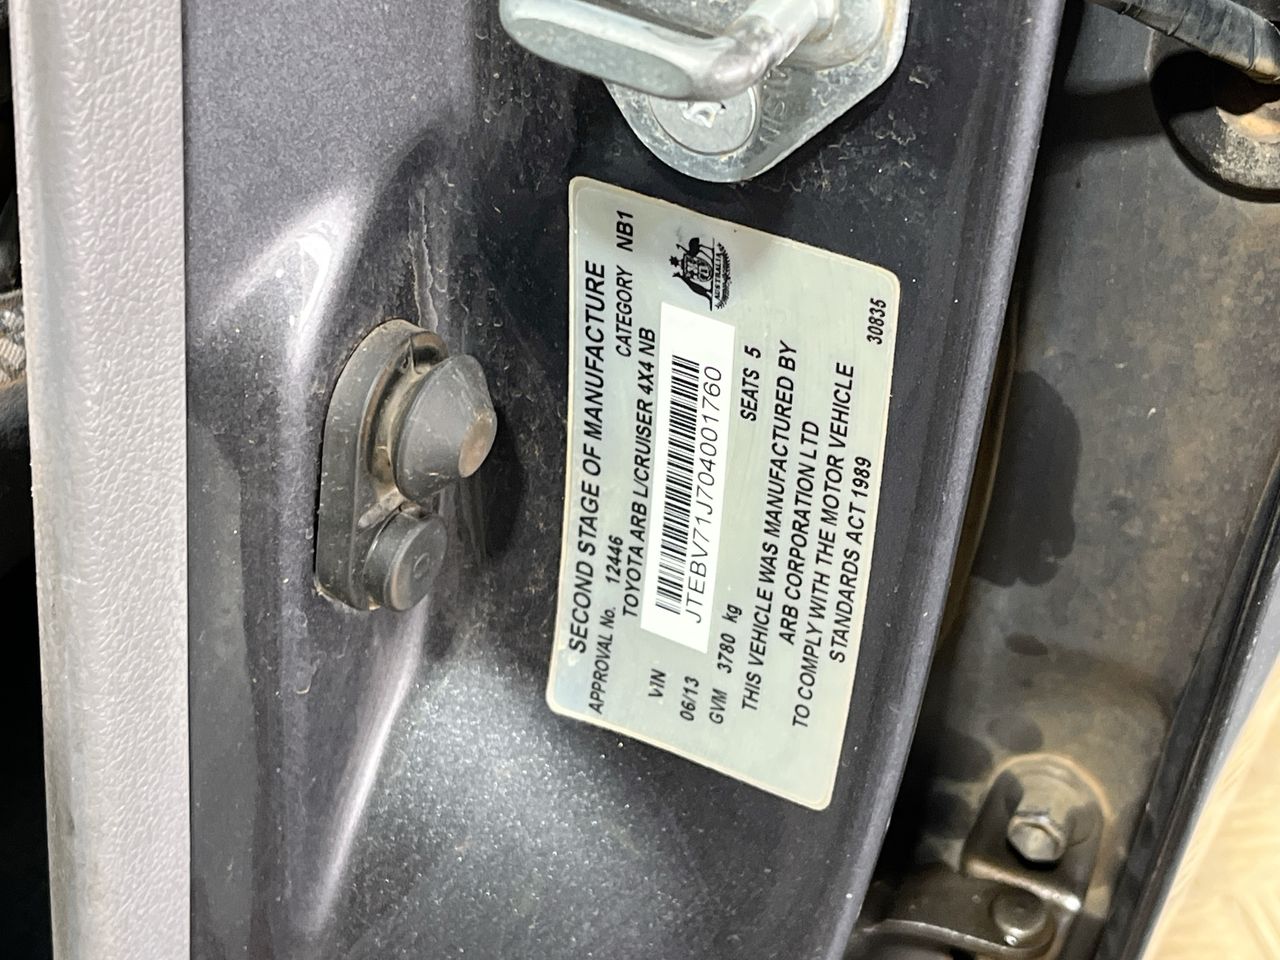 SECOND STAGE OF MANUFACTURE
APPROVAL No. 12446 CATEGORY NB1
TOYOTA ARB L/CRUISER 4X4 NB
VIN
JTEBV71J704001760
AUSTRALIA
06/13
GVM 3780 kg SEATS 5
THIS VEHICLE WAS MANUFACTURED BY
ARB CORPORATION LTD
TO COMPLY WITH THE MOTOR VEHICLE
STANDARDS ACT 1989
30835